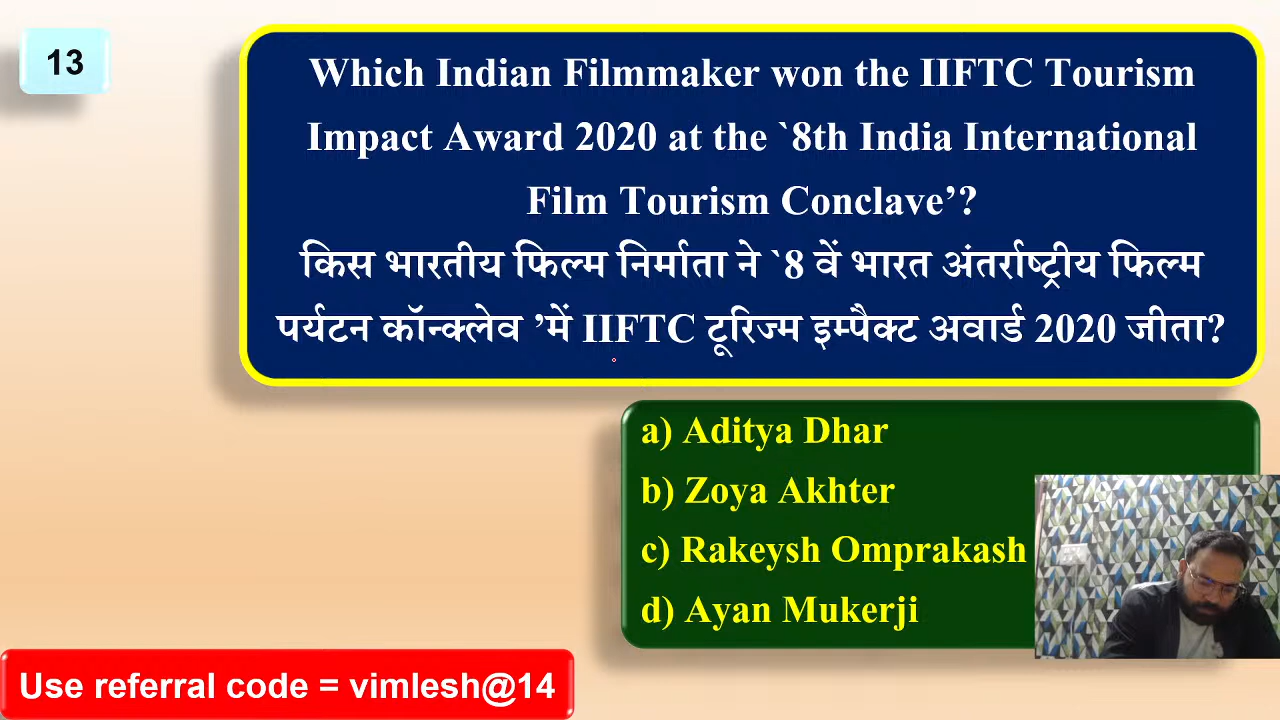 13
Which Indian Filmmaker won the IIFTC Tourism
Impact Award 2020 at the `8th India International
Film Tourism Conclave’?
किस भारतीय फिल्म निर्माता ने `8 वें भारत अंतर्राष्ट्रीय फिल्म
पर्यटन कॉन्क्लेव ’में IIFTC टूरिज्म इम्पैक्ट अवार्ड 2020 जीता?
a) Aditya Dhar
b) Zoya Akhter
c) Rakeysh Omprakash
d) Ayan Mukerji
Use referral code = vimlesh@14